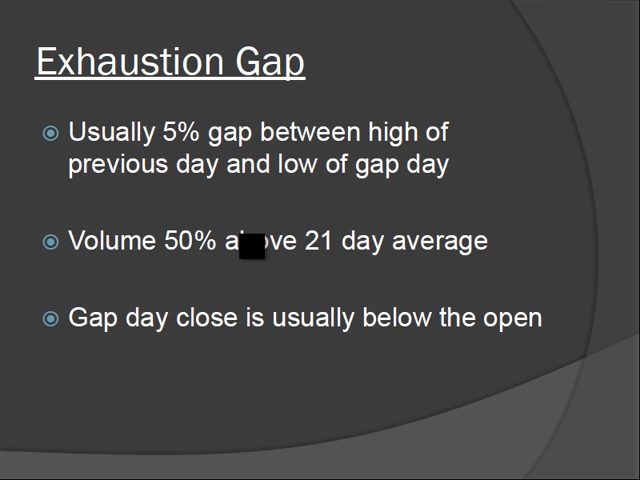 Exhaustion Gap
Usually 5% gap between high of
previous day and low of gap day
Volume 50% above 21 day average
Gap day close is usually below the open